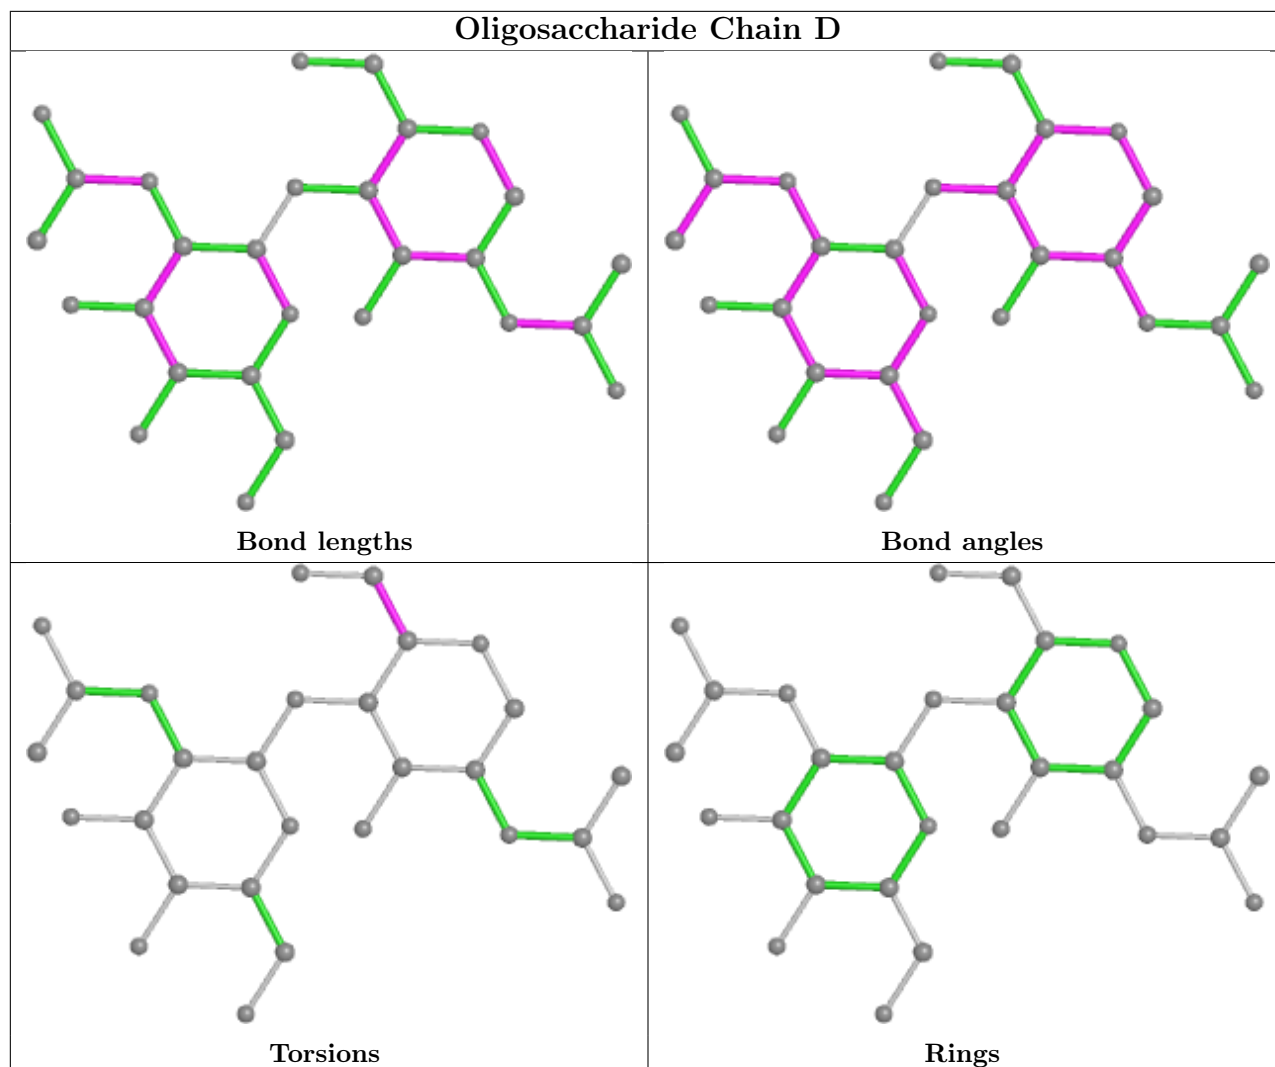 Oligosaccharide Chain D
Bond lengths
Bond angles
Torsions
Rings